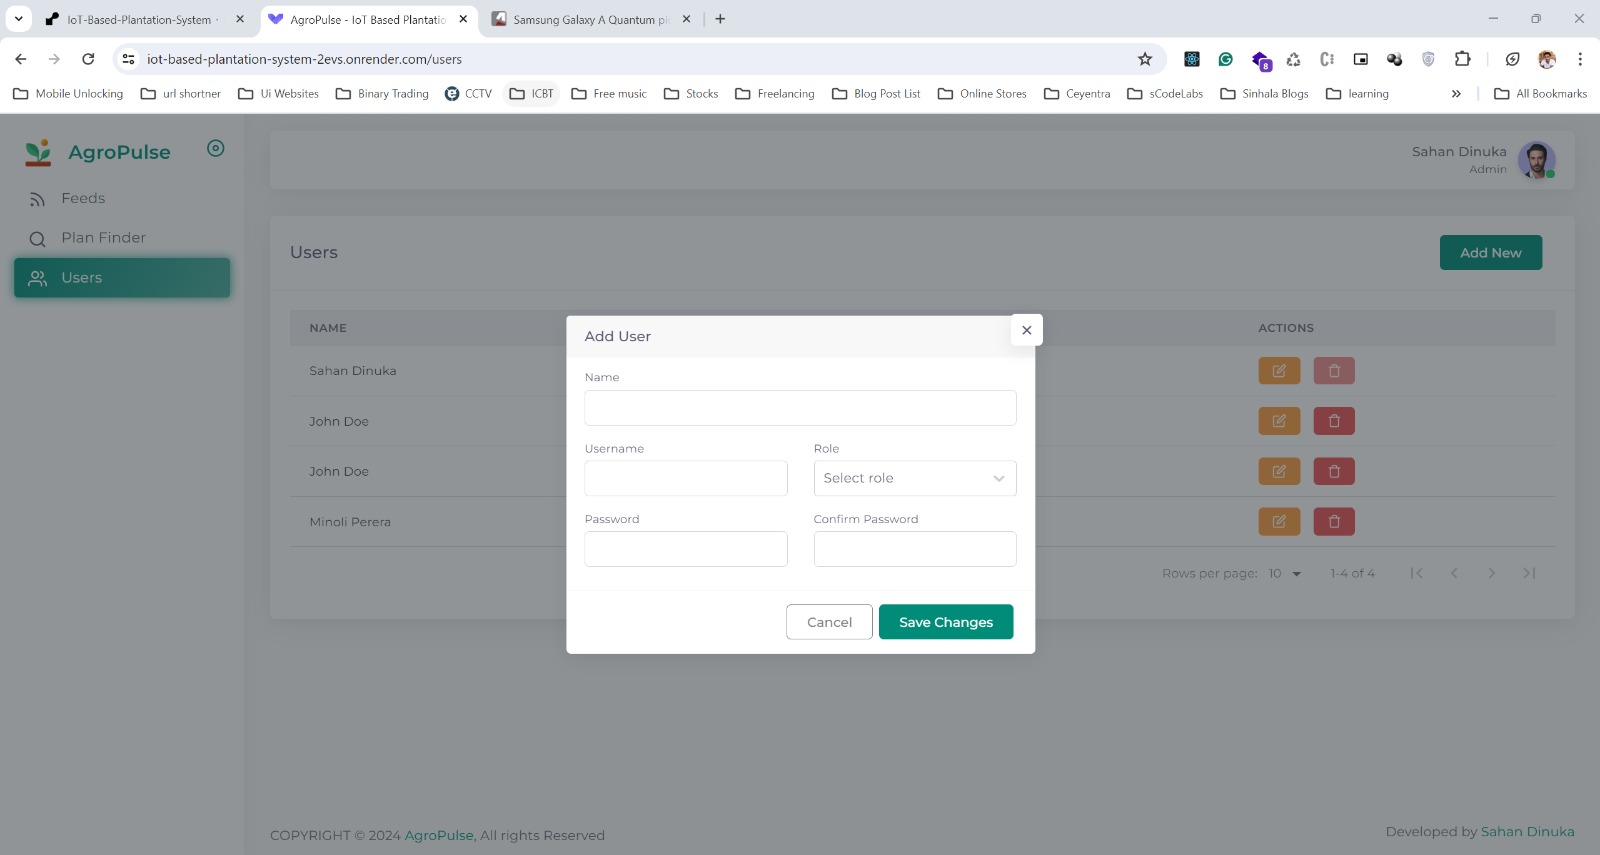 IoT-Based-Plantation-System ·
AgroPulse - IoT Based Plantatio
Samsung Galaxy A Quantum pi
iot-based-plantation-system-2evs.onrender.com/users
8
Mobile Unlocking
url shortner
Ui Websites
Binary Trading
CCTV
ICBT
Free music
Stocks
Freelancing
Blog Post List
Online Stores
Ceyentra
sCodeLabs
Sinhala Blogs
learning
All Bookmarks
AgroPulse
Feeds
Plan Finder
Users
Sahan Dinuka
Admin
Users
Add New
NAME
ACTIONS
Sahan Dinuka
John Doe
John Doe
Minoli Perera
Rows per page: 10
1-4 of 4
Add User
Name
Username
Role
Select role
Password
Confirm Password
Cancel
Save Changes
COPYRIGHT © 2024 AgroPulse, All rights Reserved
Developed by Sahan Dinuka